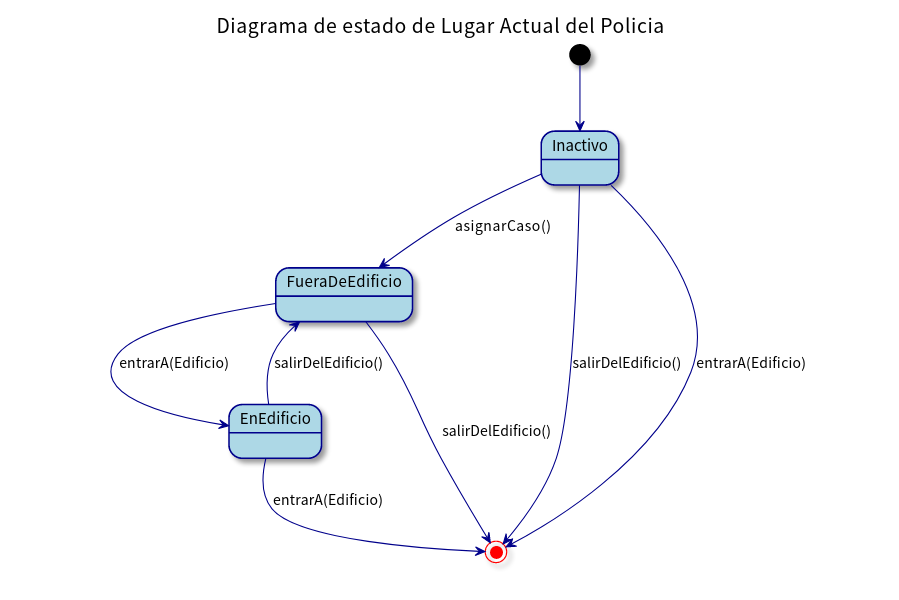 Diagrama de estado de Lugar Actual del Policia
Inactivo
asignarCaso()
FueraDeEdificio
entrarA(Edificio)
salirDelEdificio()
salirDelEdificio()
entrarA(Edificio)
EnEdificio
salirDelEdificio()
entrarA(Edificio)